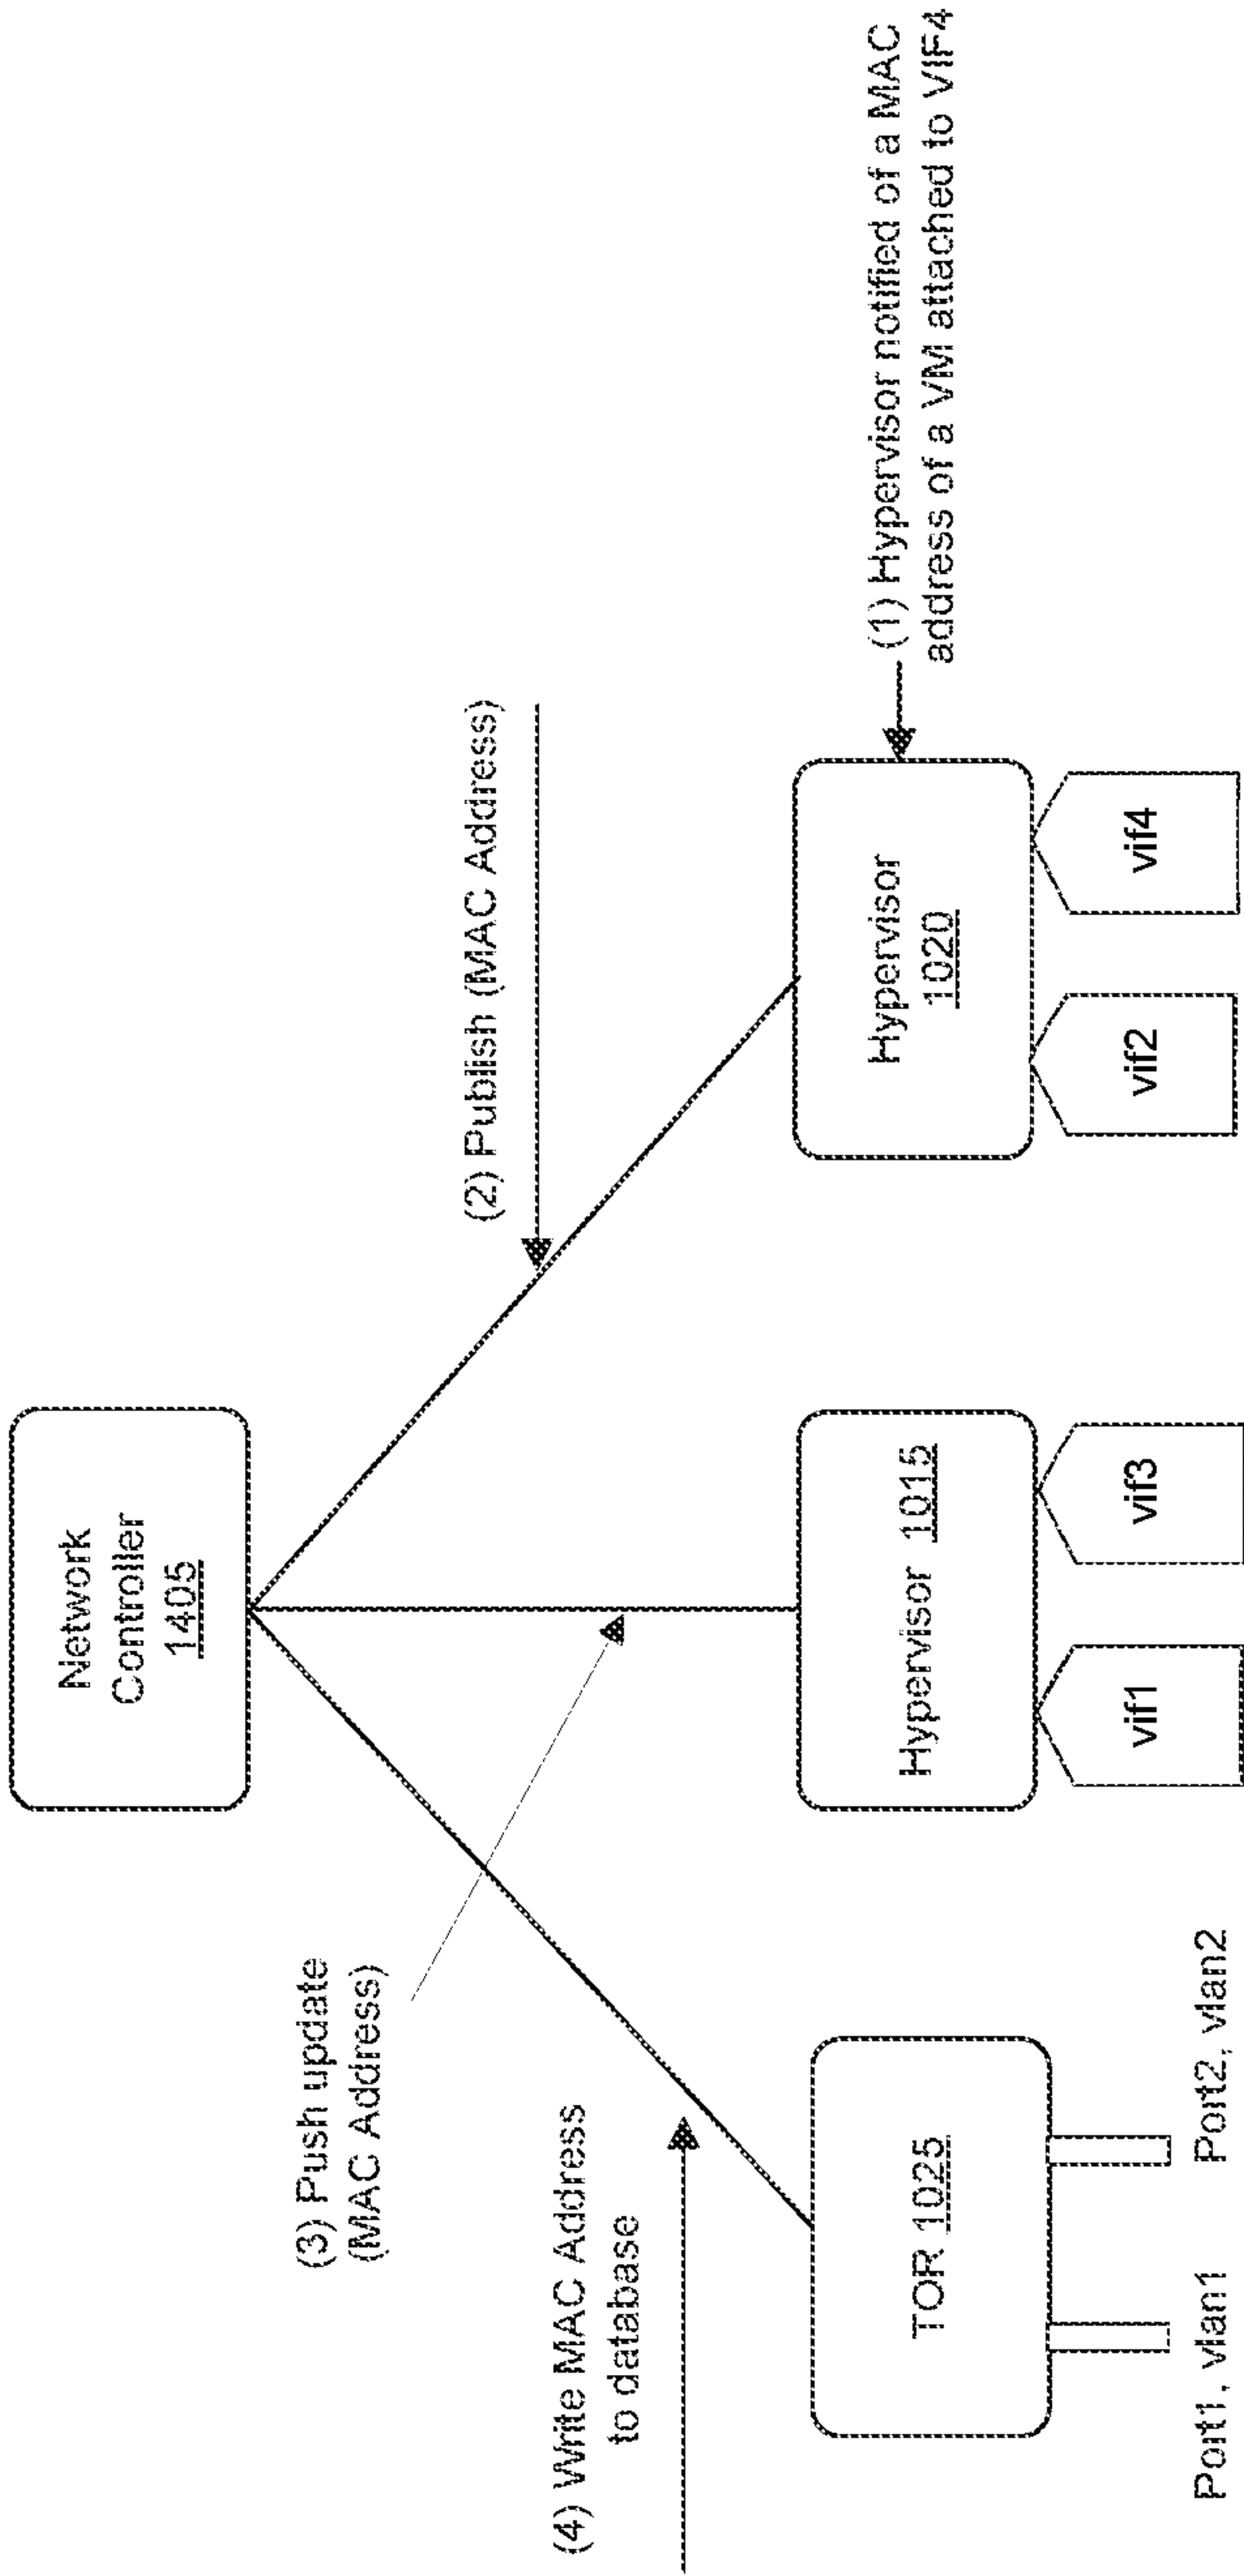 Network
Controller
1405
(2) Publish (MAC Address)
(3) Push update
(MAC Address)
(4) Write MAC Address
to database
(1) Hypervisor notified of a MAC
address of a VM attached to VIF4
TOR 1025
Hypervisor 1015
Hypervisor
1020
Port1, vlan1
Port2, vlan2
vif1
vif3
vif2
vif4